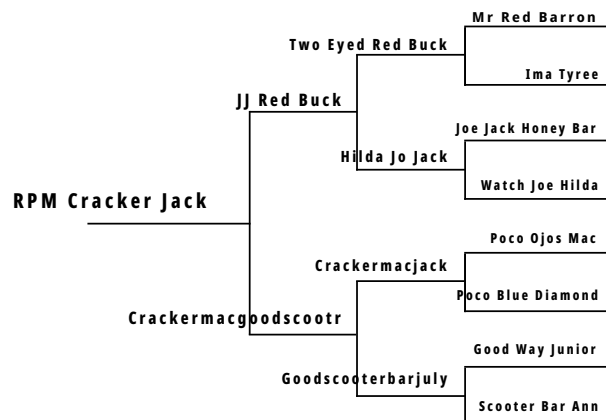 Mr Red Barron
Two Eyed Red Buck
Ima Tyree
JJ Red Buck
Joe Jack Honey Bar
Hilda Jo Jack
Watch Joe Hilda
RPM Cracker Jack
Poco Ojos Mac
Crackermacjack
Poco Blue Diamond
Crackermacgoodscootr
Good Way Junior
Goodscooterbarjuly
Scooter Bar Ann